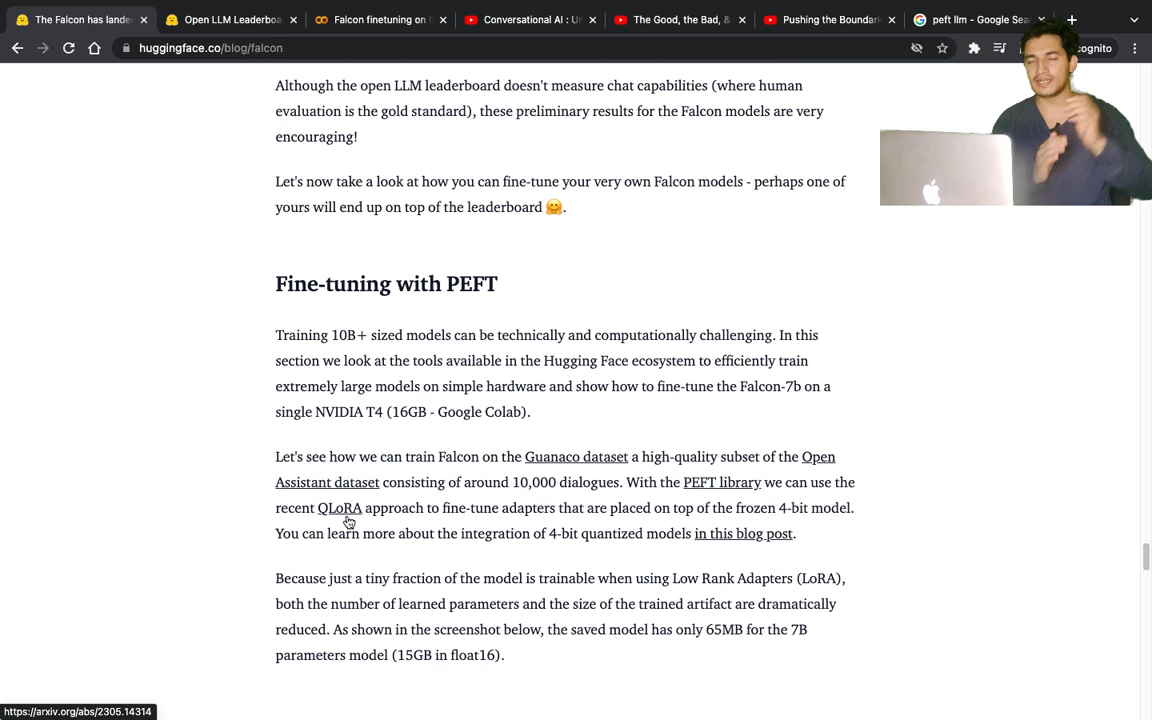 The Falcon has lande
Open LLM Leaderboa
Falcon finetuning on
Conversational AI : Ur
The Good, the Bad, &
Pushing the Boundari
peft llm - Google Sea
huggingface.co/blog/falcon
cognito
Although the open LLM leaderboard doesn't measure chat capabilities (where human
evaluation is the gold standard), these preliminary results for the Falcon models are very
encouraging!
Let's now take a look at how you can fine-tune your very own Falcon models - perhaps one of
yours will end up on top of the leaderboard 🤗.
Fine-tuning with PEFT
Training 10B+ sized models can be technically and computationally challenging. In this
section we look at the tools available in the Hugging Face ecosystem to efficiently train
extremely large models on simple hardware and show how to fine-tune the Falcon-7b on a
single NVIDIA T4 (16GB - Google Colab).
Let's see how we can train Falcon on the Guanaco dataset a high-quality subset of the Open
Assistant dataset consisting of around 10,000 dialogues. With the PEFT library we can use the
recent QLoRA approach to fine-tune adapters that are placed on top of the frozen 4-bit model.
You can learn more about the integration of 4-bit quantized models in this blog post.
Because just a tiny fraction of the model is trainable when using Low Rank Adapters (LoRA),
both the number of learned parameters and the size of the trained artifact are dramatically
reduced. As shown in the screenshot below, the saved model has only 65MB for the 7B
parameters model (15GB in float16).
https://arxiv.org/abs/2305.14314